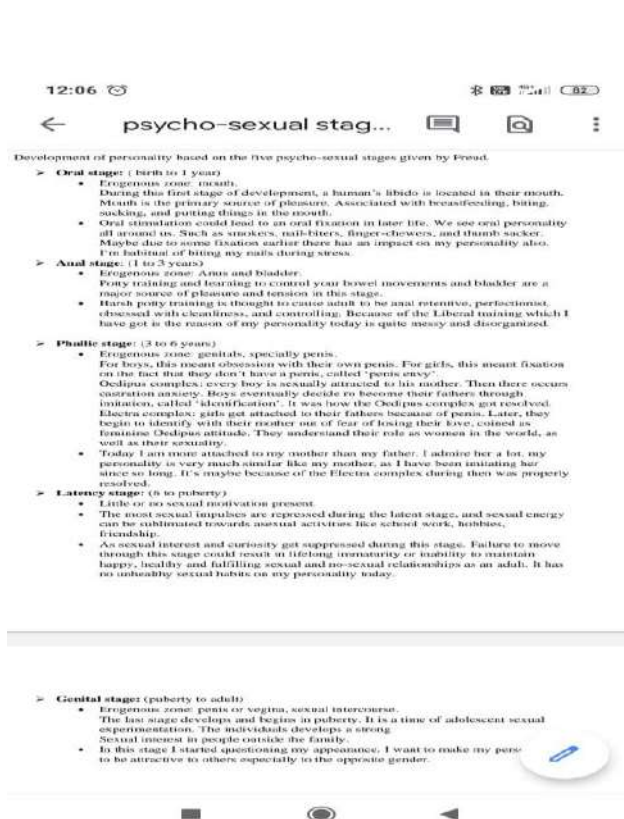 12:06
82
psycho-sexual stag...
Development of personality based on the five psycho-sexual stages given by Freud.
➢ Oral stage: ( birth to 1 year)
• Erogenous zone: mouth.
During this first stage of development, a human's libido is located in their mouth.
Mouth is the primary source of pleasure. Associated with breastfeeding, biting,
sucking, and putting things in the mouth.
• Oral stimulation could lead to an oral fixation in later life. We see oral personality
all around us. Such as smokers, nail-biters, finger-chewers, and thumb sucker.
Maybe due to some fixation earlier there has an impact on my personality also.
I'm habitual of biting my nails during stress.
➢ Anal stage: (1 to 3 years)
• Erogenous zone: Anus and bladder.
Potty training and learning to control your bowel movements and bladder are a
major source of pleasure and tension in this stage.
• Harsh potty training is thought to cause adult to be anal retentive, perfectionist,
obsessed with cleanliness, and controlling. Because of the Liberal training which I
have got is the reason of my personality today is quite messy and disorganized.
➢ Phallic stage: (3 to 6 years)
• Erogenous zone: genitals, specially penis.
For boys, this meant obsession with their own penis. For girls, this meant fixation
on the fact that they don't have a penis, called 'penis envy'.
Oedipus complex: every boy is sexually attracted to his mother. Then there occurs
castration anxiety. Boys eventually decide to become their fathers through
imitation, called 'identification'. It was how the Oedipus complex got resolved.
Electra complex: girls get attached to their fathers because of penis. Later, they
begin to identify with their mother out of fear of losing their love, coined as
feminine Oedipus attitude. They understand their role as women in the world, as
well as their sexuality.
• Today I am more attached to my mother than my father. I admire her a lot, my
personality is very much similar like my mother, as I have been imitating her
since so long. It's maybe because of the Electra complex during then was properly
resolved.
➢ Latency stage: (6 to puberty)
• Little or no sexual motivation present.
• The most sexual impulses are repressed during the latent stage, and sexual energy
can be sublimated towards asexual activities like school work, hobbies,
friendship.
• As sexual interest and curiosity get suppressed during this stage. Failure to move
through this stage could result in lifelong immaturity or inability to maintain
happy, healthy and fulfilling sexual and no-sexual relationships as an adult. It has
no unhealthy sexual habits on my personality today.
➢ Genital stage: (puberty to adult)
• Erogenous zone: penis or vegina, sexual intercourse.
The last stage develops and begins in puberty. It is a time of adolescent sexual
experimentation. The individuals develops a strong
Sexual interest in people outside the family.
• In this stage I started questioning my appearance. I want to make my pers
to be attractive to others especially to the opposite gender.